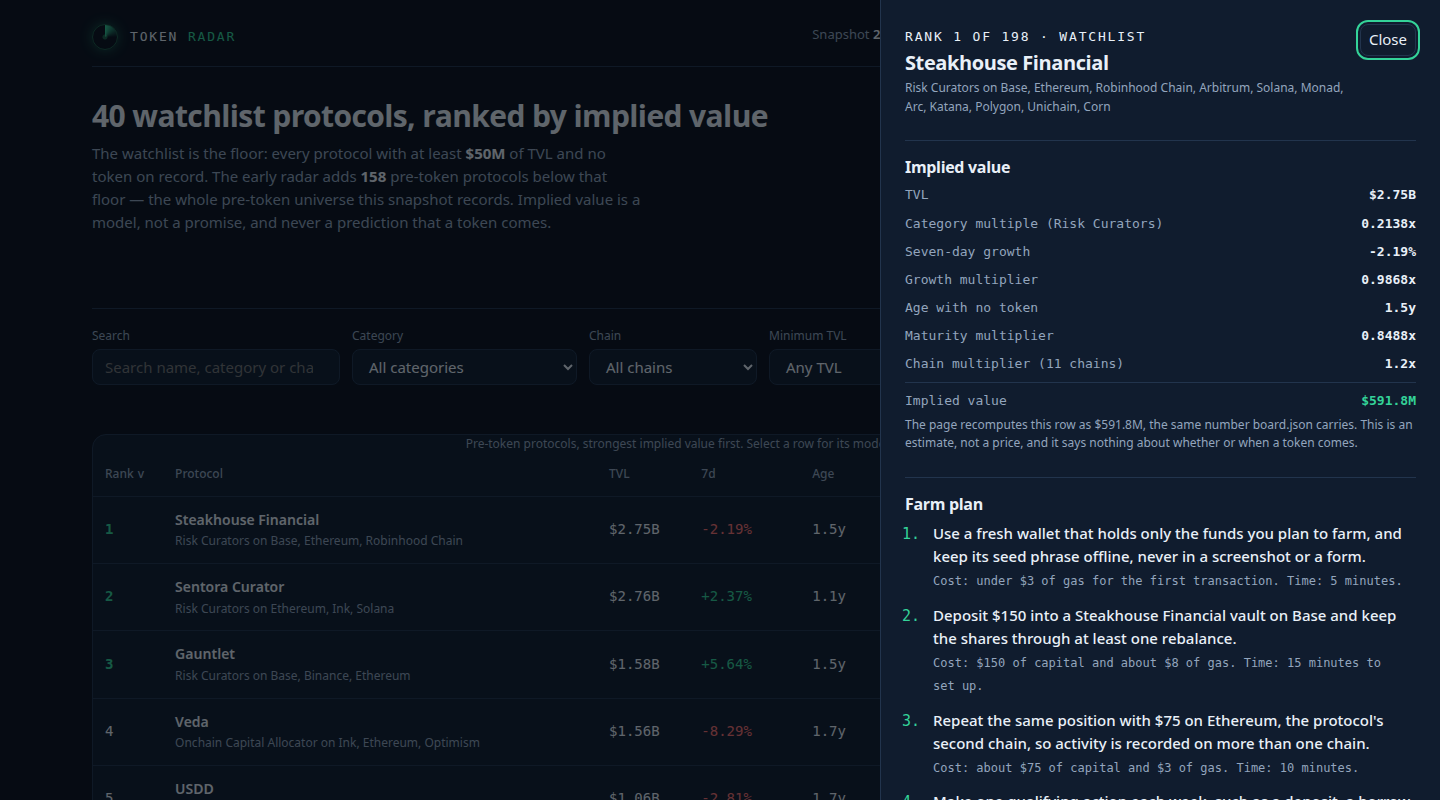 TOKEN RADAR
Snapshot 2
40 watchlist protocols, ranked by implied value
The watchlist is the floor: every protocol with at least $50M of TVL and no
token on record. The early radar adds 158 pre-token protocols below that
floor — the whole pre-token universe this snapshot records. Implied value is a
model, not a promise, and never a prediction that a token comes.
Search
Category
Chain
Minimum TVL
Search name, category or cha
All categories
All chains
Any TVL
Pre-token protocols, strongest implied value first. Select a row for its mod
Rank v
Protocol
TVL
7d
Age
1
Steakhouse Financial
Risk Curators on Base, Ethereum, Robinhood Chain
$2.75B
-2.19%
1.5y
2
Sentora Curator
Risk Curators on Ethereum, Ink, Solana
$2.76B
+2.37%
1.1y
3
Gauntlet
Risk Curators on Base, Binance, Ethereum
$1.58B
+5.64%
1.5y
4
Veda
Onchain Capital Allocator on Ink, Ethereum, Optimism
$1.56B
-8.29%
1.7y
5
USDD
$1.06B
-2.81%
1.7y
RANK 1 OF 198 · WATCHLIST
Close
Steakhouse Financial
Risk Curators on Base, Ethereum, Robinhood Chain, Arbitrum, Solana, Monad,
Arc, Katana, Polygon, Unichain, Corn
Implied value
TVL
$2.75B
Category multiple (Risk Curators)
0.2138x
Seven-day growth
-2.19%
Growth multiplier
0.9868x
Age with no token
1.5y
Maturity multiplier
0.8488x
Chain multiplier (11 chains)
1.2x
Implied value
$591.8M
The page recomputes this row as $591.8M, the same number board.json carries. This is an
estimate, not a price, and it says nothing about whether or when a token comes.
Farm plan
1. Use a fresh wallet that holds only the funds you plan to farm, and
keep its seed phrase offline, never in a screenshot or a form.
Cost: under $3 of gas for the first transaction. Time: 5 minutes.
2. Deposit $150 into a Steakhouse Financial vault on Base and keep
the shares through at least one rebalance.
Cost: $150 of capital and about $8 of gas. Time: 15 minutes to
set up.
3. Repeat the same position with $75 on Ethereum, the protocol's
second chain, so activity is recorded on more than one chain.
Cost: about $75 of capital and $3 of gas. Time: 10 minutes.
4. Make one qualifying action each week, such as a deposit, a borrow